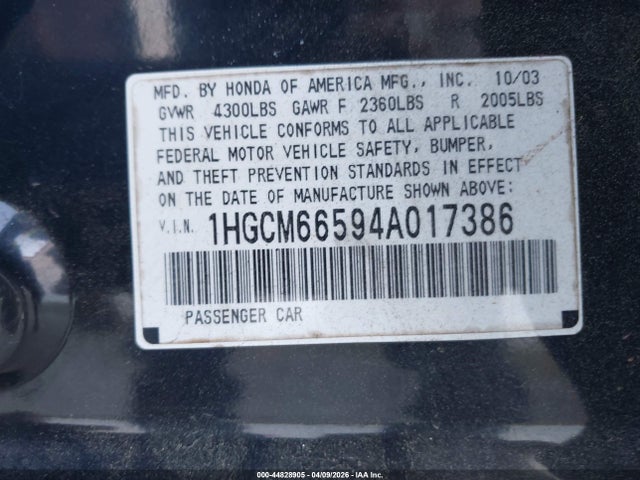 MFD. BY HONDA OF AMERICA MFG., INC. 10/03
GVWR 4300LBS GAWR F 2360LBS R 2005LBS
THIS VEHICLE CONFORMS TO ALL APPLICABLE
FEDERAL MOTOR VEHICLE SAFETY, BUMPER,
AND THEFT PREVENTION STANDARDS IN EFFECT
ON THE DATE OF MANUFACTURE SHOWN ABOVE:
V.I.N. 1HGCM66594A017386
PASSENGER CAR
000-44828905 - 04/09/2026 - IAA Inc.